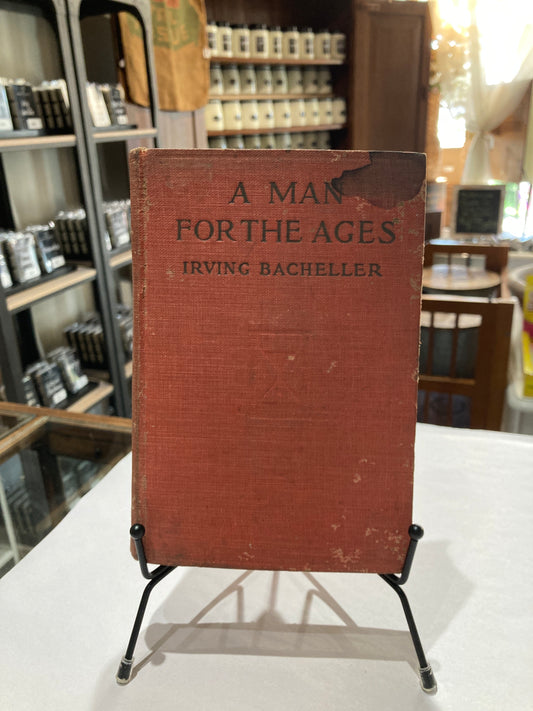 A MAN
FOR THE AGES
IRVING BACHELLER